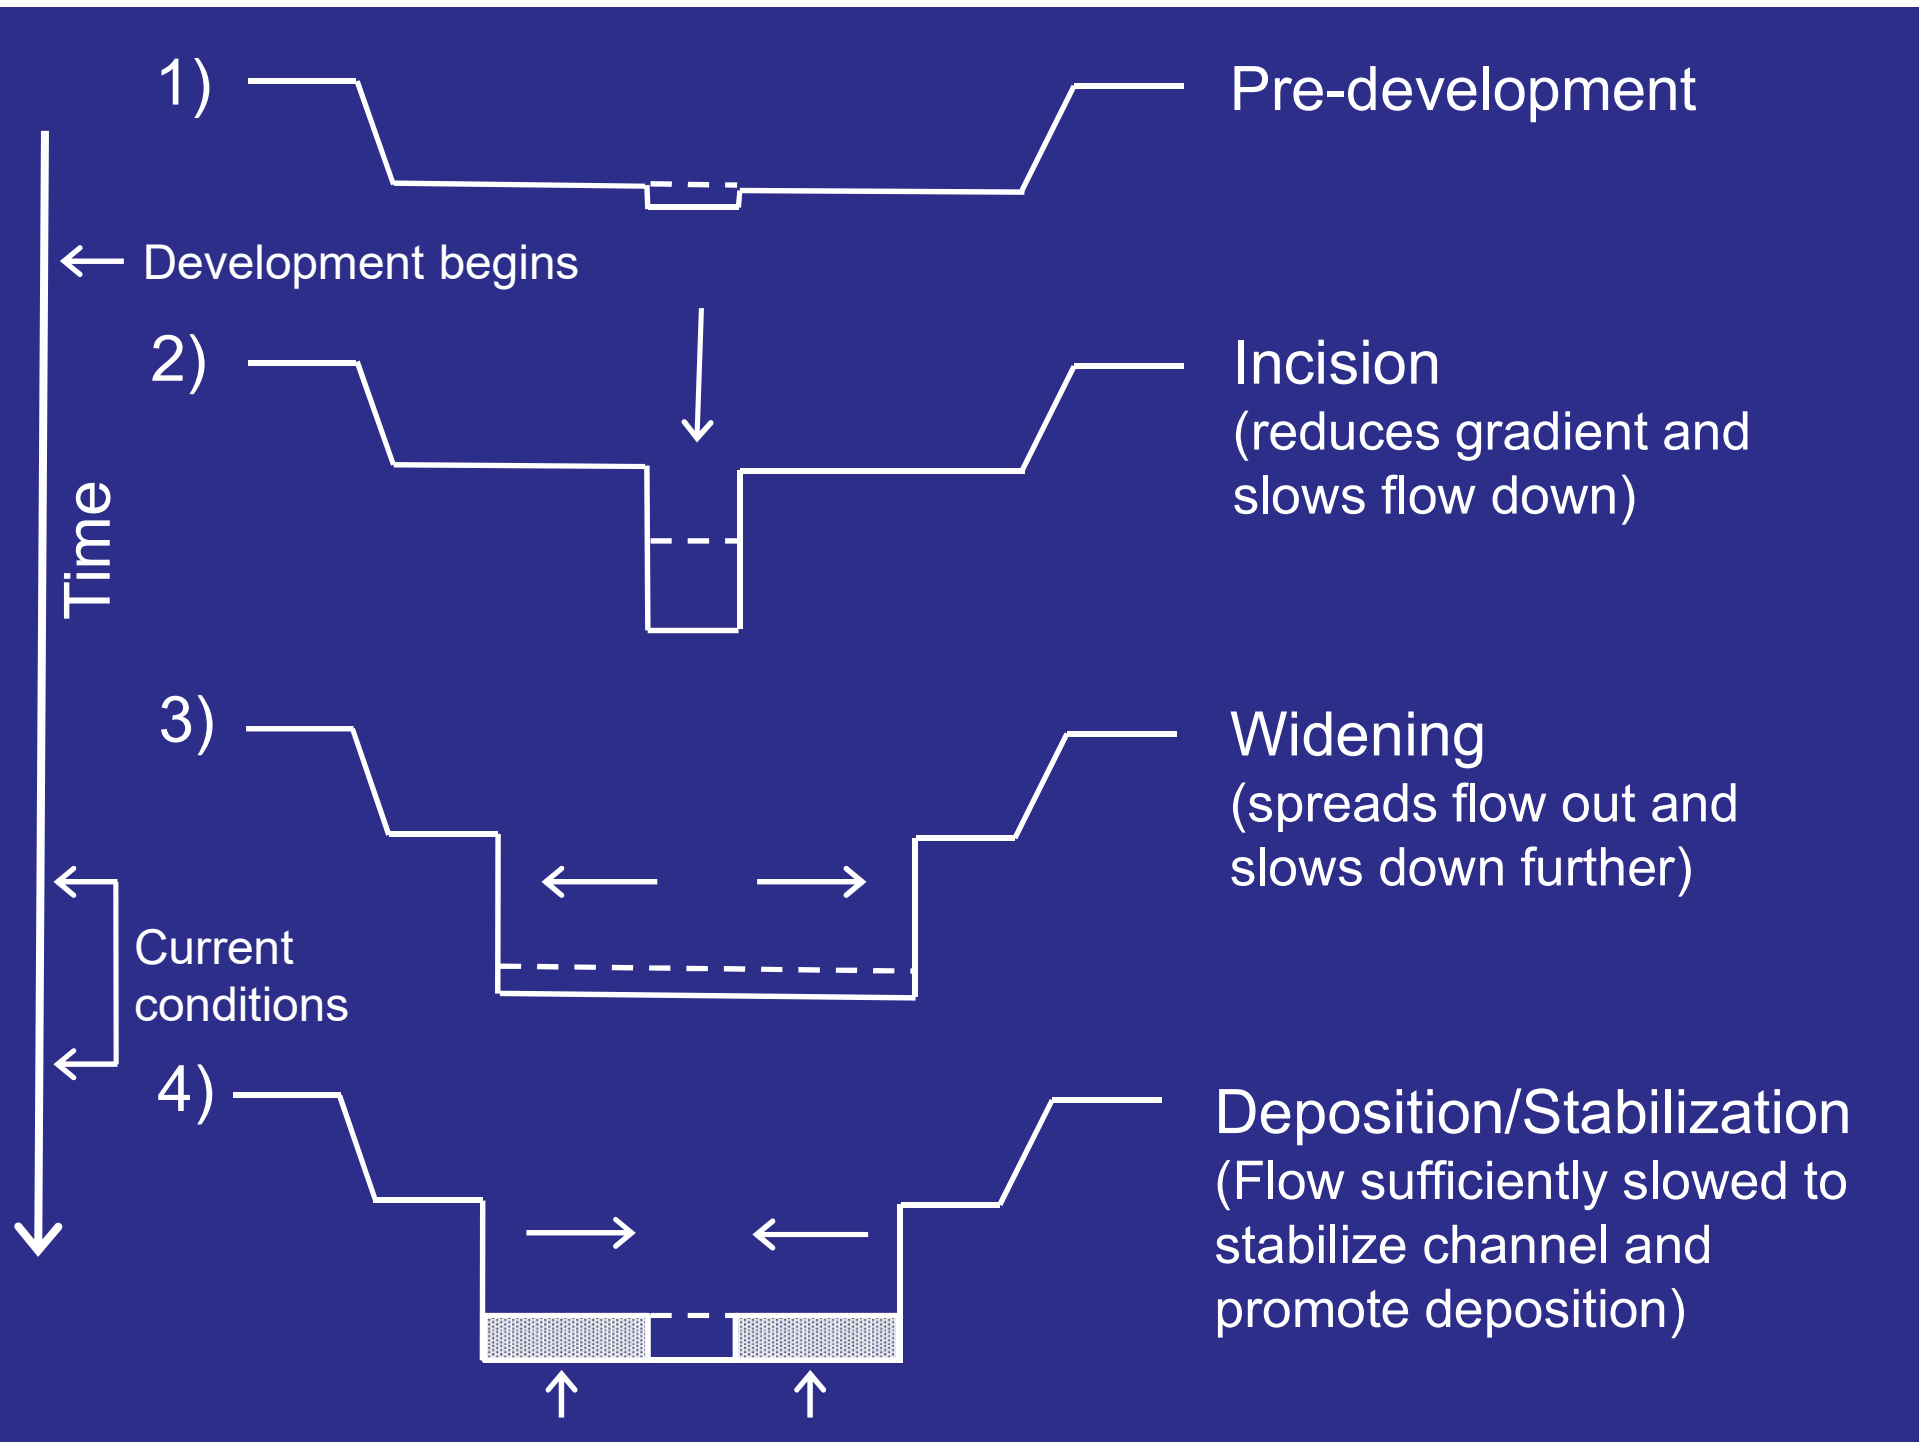 1)
Pre-development
Development begins
2)
Incision
(reduces gradient and
slows flow down)
Time
3)
Widening
(spreads flow out and
slows down further)
Current
conditions
4)
Deposition/Stabilization
(Flow sufficiently slowed to
stabilize channel and
promote deposition)